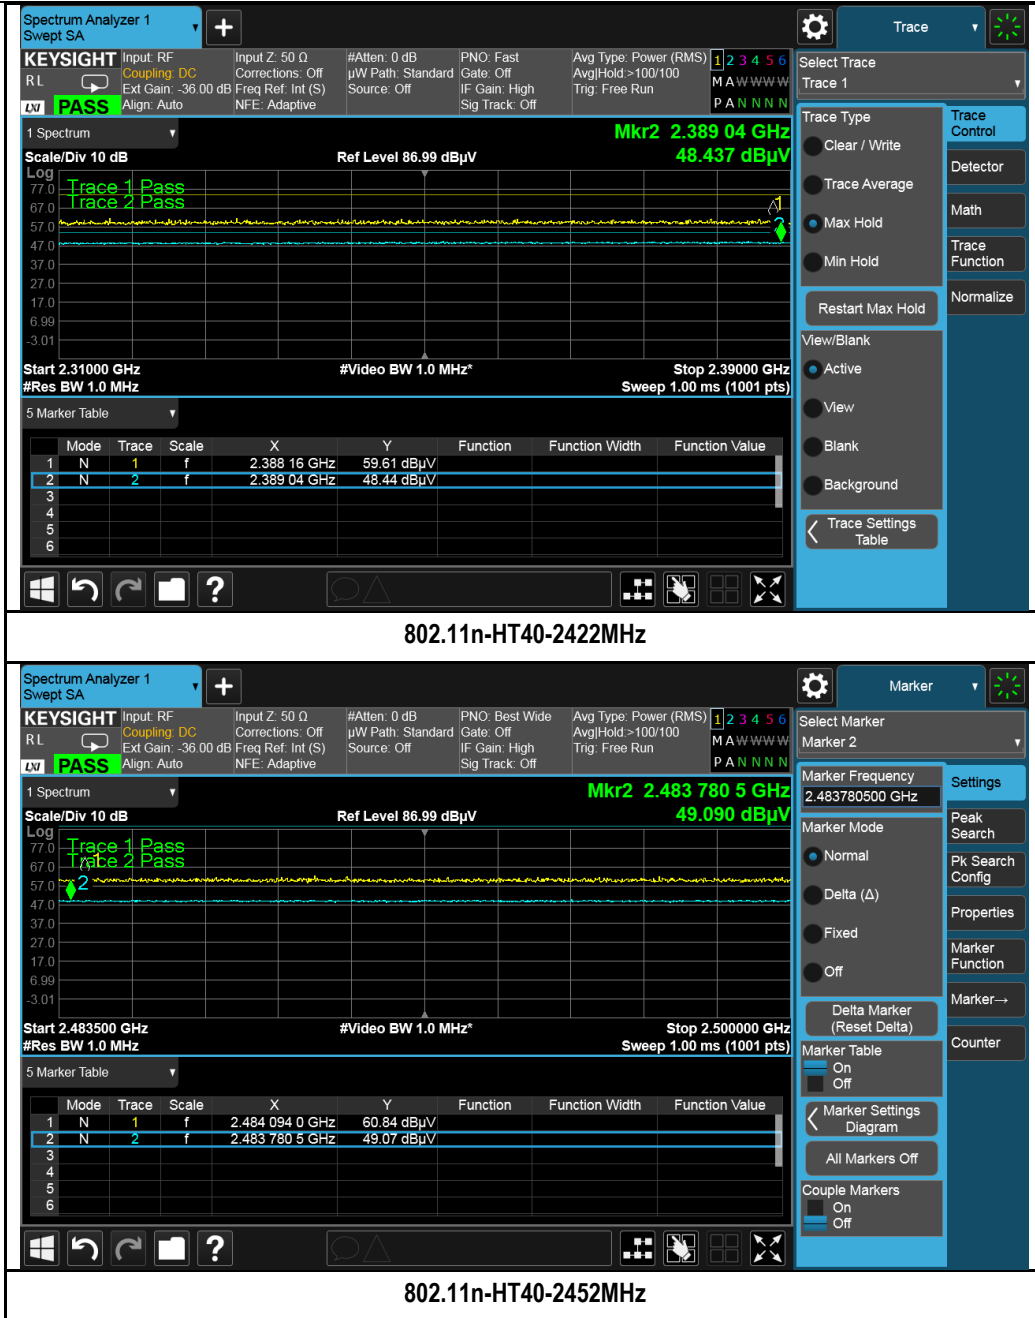 Spectrum Analyzer 1
Swept SA
Trace
KEYSIGHT
RL
LXI
PASS
Input: RF
Coupling: DC
Ext Gain: -36.00 dB
Align: Auto
Input Z: 50 Ω
Corrections: Off
Freq Ref: Int (S)
NFE: Adaptive
#Atten: 0 dB
µW Path: Standard
Source: Off
PNO: Fast
Gate: Off
IF Gain: High
Sig Track: Off
Avg Type: Power (RMS)
Avg|Hold:>100/100
Trig: Free Run
1 2 3 4 5 6
M A W W W W
P A N N N N
Select Trace
Trace 1
1 Spectrum
Mkr2 2.389 04 GHz
Scale/Div 10 dB
Ref Level 86.99 dBµV
48.437 dBµV
Log
77.0
67.0
57.0
47.0
37.0
27.0
17.0
6.99
-3.01
Trace 1 Pass
Trace 2 Pass
1
2
Start 2.31000 GHz
#Video BW 1.0 MHz*
Stop 2.39000 GHz
#Res BW 1.0 MHz
Sweep 1.00 ms (1001 pts)
5 Marker Table
Mode Trace Scale X Y Function Function Width Function Value
1 N 1 f 2.388 16 GHz 59.61 dBµV
2 N 2 f 2.389 04 GHz 48.44 dBµV
3
4
5
6
Trace Type
Clear / Write
Trace Average
Max Hold
Min Hold
Restart Max Hold
View/Blank
Active
View
Blank
Background
Trace Settings
Table
Trace
Control
Detector
Math
Trace
Function
Normalize
?
802.11n-HT40-2422MHz
Spectrum Analyzer 1
Swept SA
Marker
KEYSIGHT
RL
LXI
PASS
Input: RF
Coupling: DC
Ext Gain: -36.00 dB
Align: Auto
Input Z: 50 Ω
Corrections: Off
Freq Ref: Int (S)
NFE: Adaptive
#Atten: 0 dB
µW Path: Standard
Source: Off
PNO: Best Wide
Gate: Off
IF Gain: High
Sig Track: Off
Avg Type: Power (RMS)
Avg|Hold:>100/100
Trig: Free Run
1 2 3 4 5 6
M A W W W W
P A N N N N
Select Marker
Marker 2
1 Spectrum
Mkr2 2.483 780 5 GHz
Scale/Div 10 dB
Ref Level 86.99 dBµV
49.090 dBµV
Log
77.0
67.0
57.0
47.0
37.0
27.0
17.0
6.99
-3.01
Trace 1 Pass
Trace 2 Pass
1
2
Start 2.483500 GHz
#Video BW 1.0 MHz*
Stop 2.500000 GHz
#Res BW 1.0 MHz
Sweep 1.00 ms (1001 pts)
5 Marker Table
Mode Trace Scale X Y Function Function Width Function Value
1 N 1 f 2.484 094 0 GHz 60.84 dBµV
2 N 2 f 2.483 780 5 GHz 49.07 dBµV
3
4
5
6
Marker Frequency
2.483780500 GHz
Marker Mode
Normal
Delta (Δ)
Fixed
Off
Delta Marker
(Reset Delta)
Marker Table
On
Off
Marker Settings
Diagram
All Markers Off
Couple Markers
On
Off
Settings
Peak
Search
Pk Search
Config
Properties
Marker
Function
Marker→
Counter
?
802.11n-HT40-2452MHz